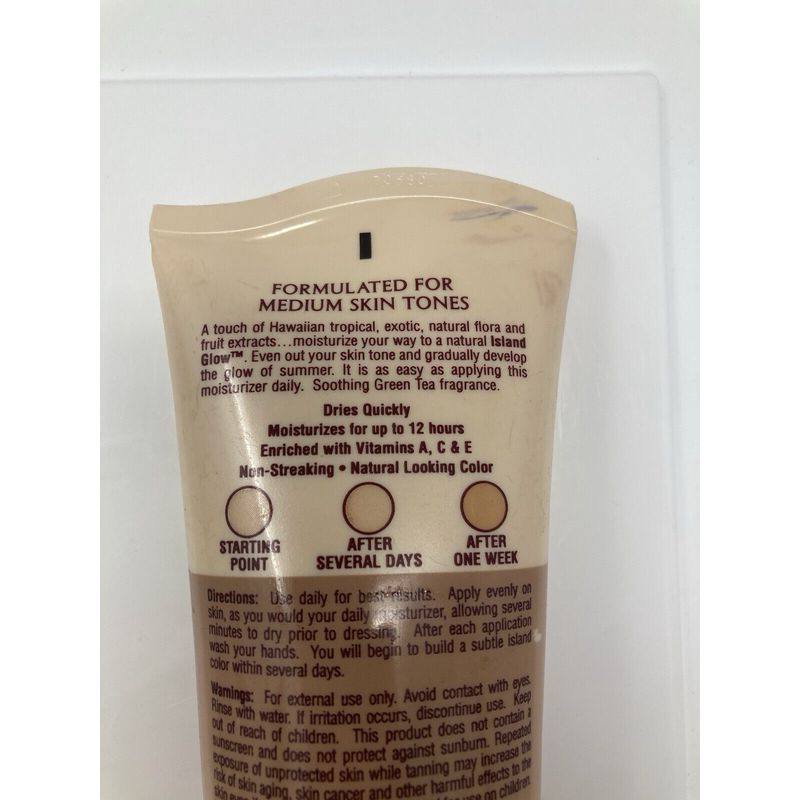 FORMULATED FOR
MEDIUM SKIN TONES
A touch of Hawaiian tropical, exotic, natural flora and
fruit extracts...moisturize your way to a natural Island
Glow™. Even out your skin tone and gradually develop
the glow of summer. It is as easy as applying this
moisturizer daily. Soothing Green Tea fragrance.
Dries Quickly
Moisturizes for up to 12 hours
Enriched with Vitamins A, C & E
Non-Streaking • Natural Looking Color
STARTING POINT
AFTER SEVERAL DAYS
AFTER ONE WEEK
Directions: Use daily for best results. Apply evenly on
skin, as you would your daily moisturizer, allowing several
minutes to dry prior to dressing. After each application
wash your hands. You will begin to build a subtle island
color within several days.
Warnings: For external use only. Avoid contact with eyes.
Rinse with water. If irritation occurs, discontinue use. Keep
out of reach of children. This product does not contain a
sunscreen and does not protect against sunburn. Repeated
exposure of unprotected skin while tanning may increase the
risk of skin aging, skin cancer and other harmful effects to the
for use on children.